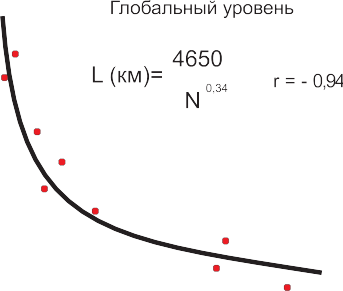 Глобальный уровень
4650
L (км)=
N 0,34
r = - 0,94